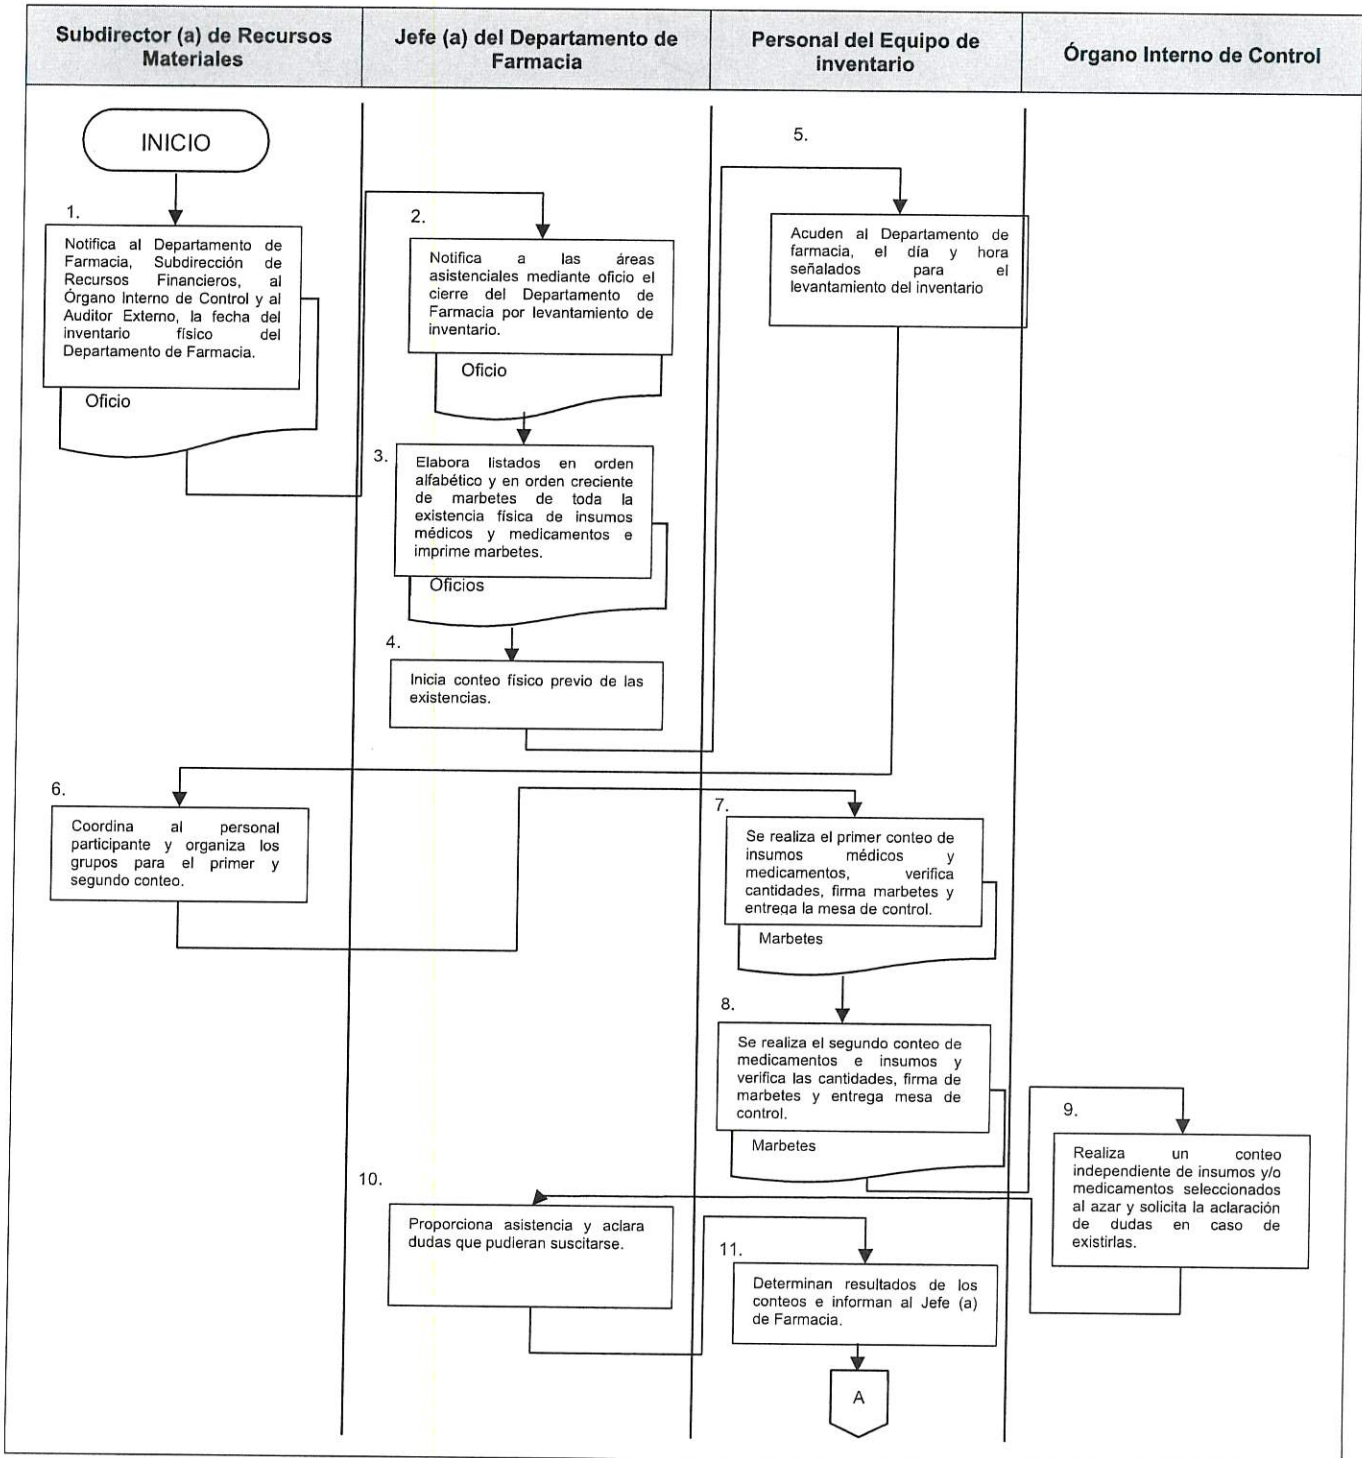 Subdirector (a) de Recursos
Materiales
Jefe (a) del Departamento de
Farmacia
Personal del Equipo de
inventario
Órgano Interno de Control
INICIO
1.
Notifica al Departamento de
Farmacia, Subdirección de
Recursos Financieros, al
Órgano Interno de Control y al
Auditor Externo, la fecha del
inventario físico del
Departamento de Farmacia.
Oficio
2.
Notifica a las áreas
asistenciales mediante oficio el
cierre del Departamento de
Farmacia por levantamiento de
inventario.
Oficio
3.
Elabora listados en orden
alfabético y en orden creciente
de marbetes de toda la
existencia física de insumos
médicos y medicamentos e
imprime marbetes.
Oficios
4.
Inicia conteo físico previo de las
existencias.
5.
Acuden al Departamento de
farmacia, el día y hora
señalados para el
levantamiento del inventario
6.
Coordina al personal
participante y organiza los
grupos para el primer y
segundo conteo.
7.
Se realiza el primer conteo de
insumos médicos y
medicamentos, verifica
cantidades, firma marbetes y
entrega la mesa de control.
Marbetes
8.
Se realiza el segundo conteo de
medicamentos e insumos y
verifica las cantidades, firma de
marbetes y entrega mesa de
control.
Marbetes
9.
Realiza un conteo
independiente de insumos y/o
medicamentos seleccionados
al azar y solicita la aclaración
de dudas en caso de
existirlas.
10.
Proporciona asistencia y aclara
dudas que pudieran suscitarse.
11.
Determinan resultados de los
conteos e informan al Jefe (a)
de Farmacia.
A